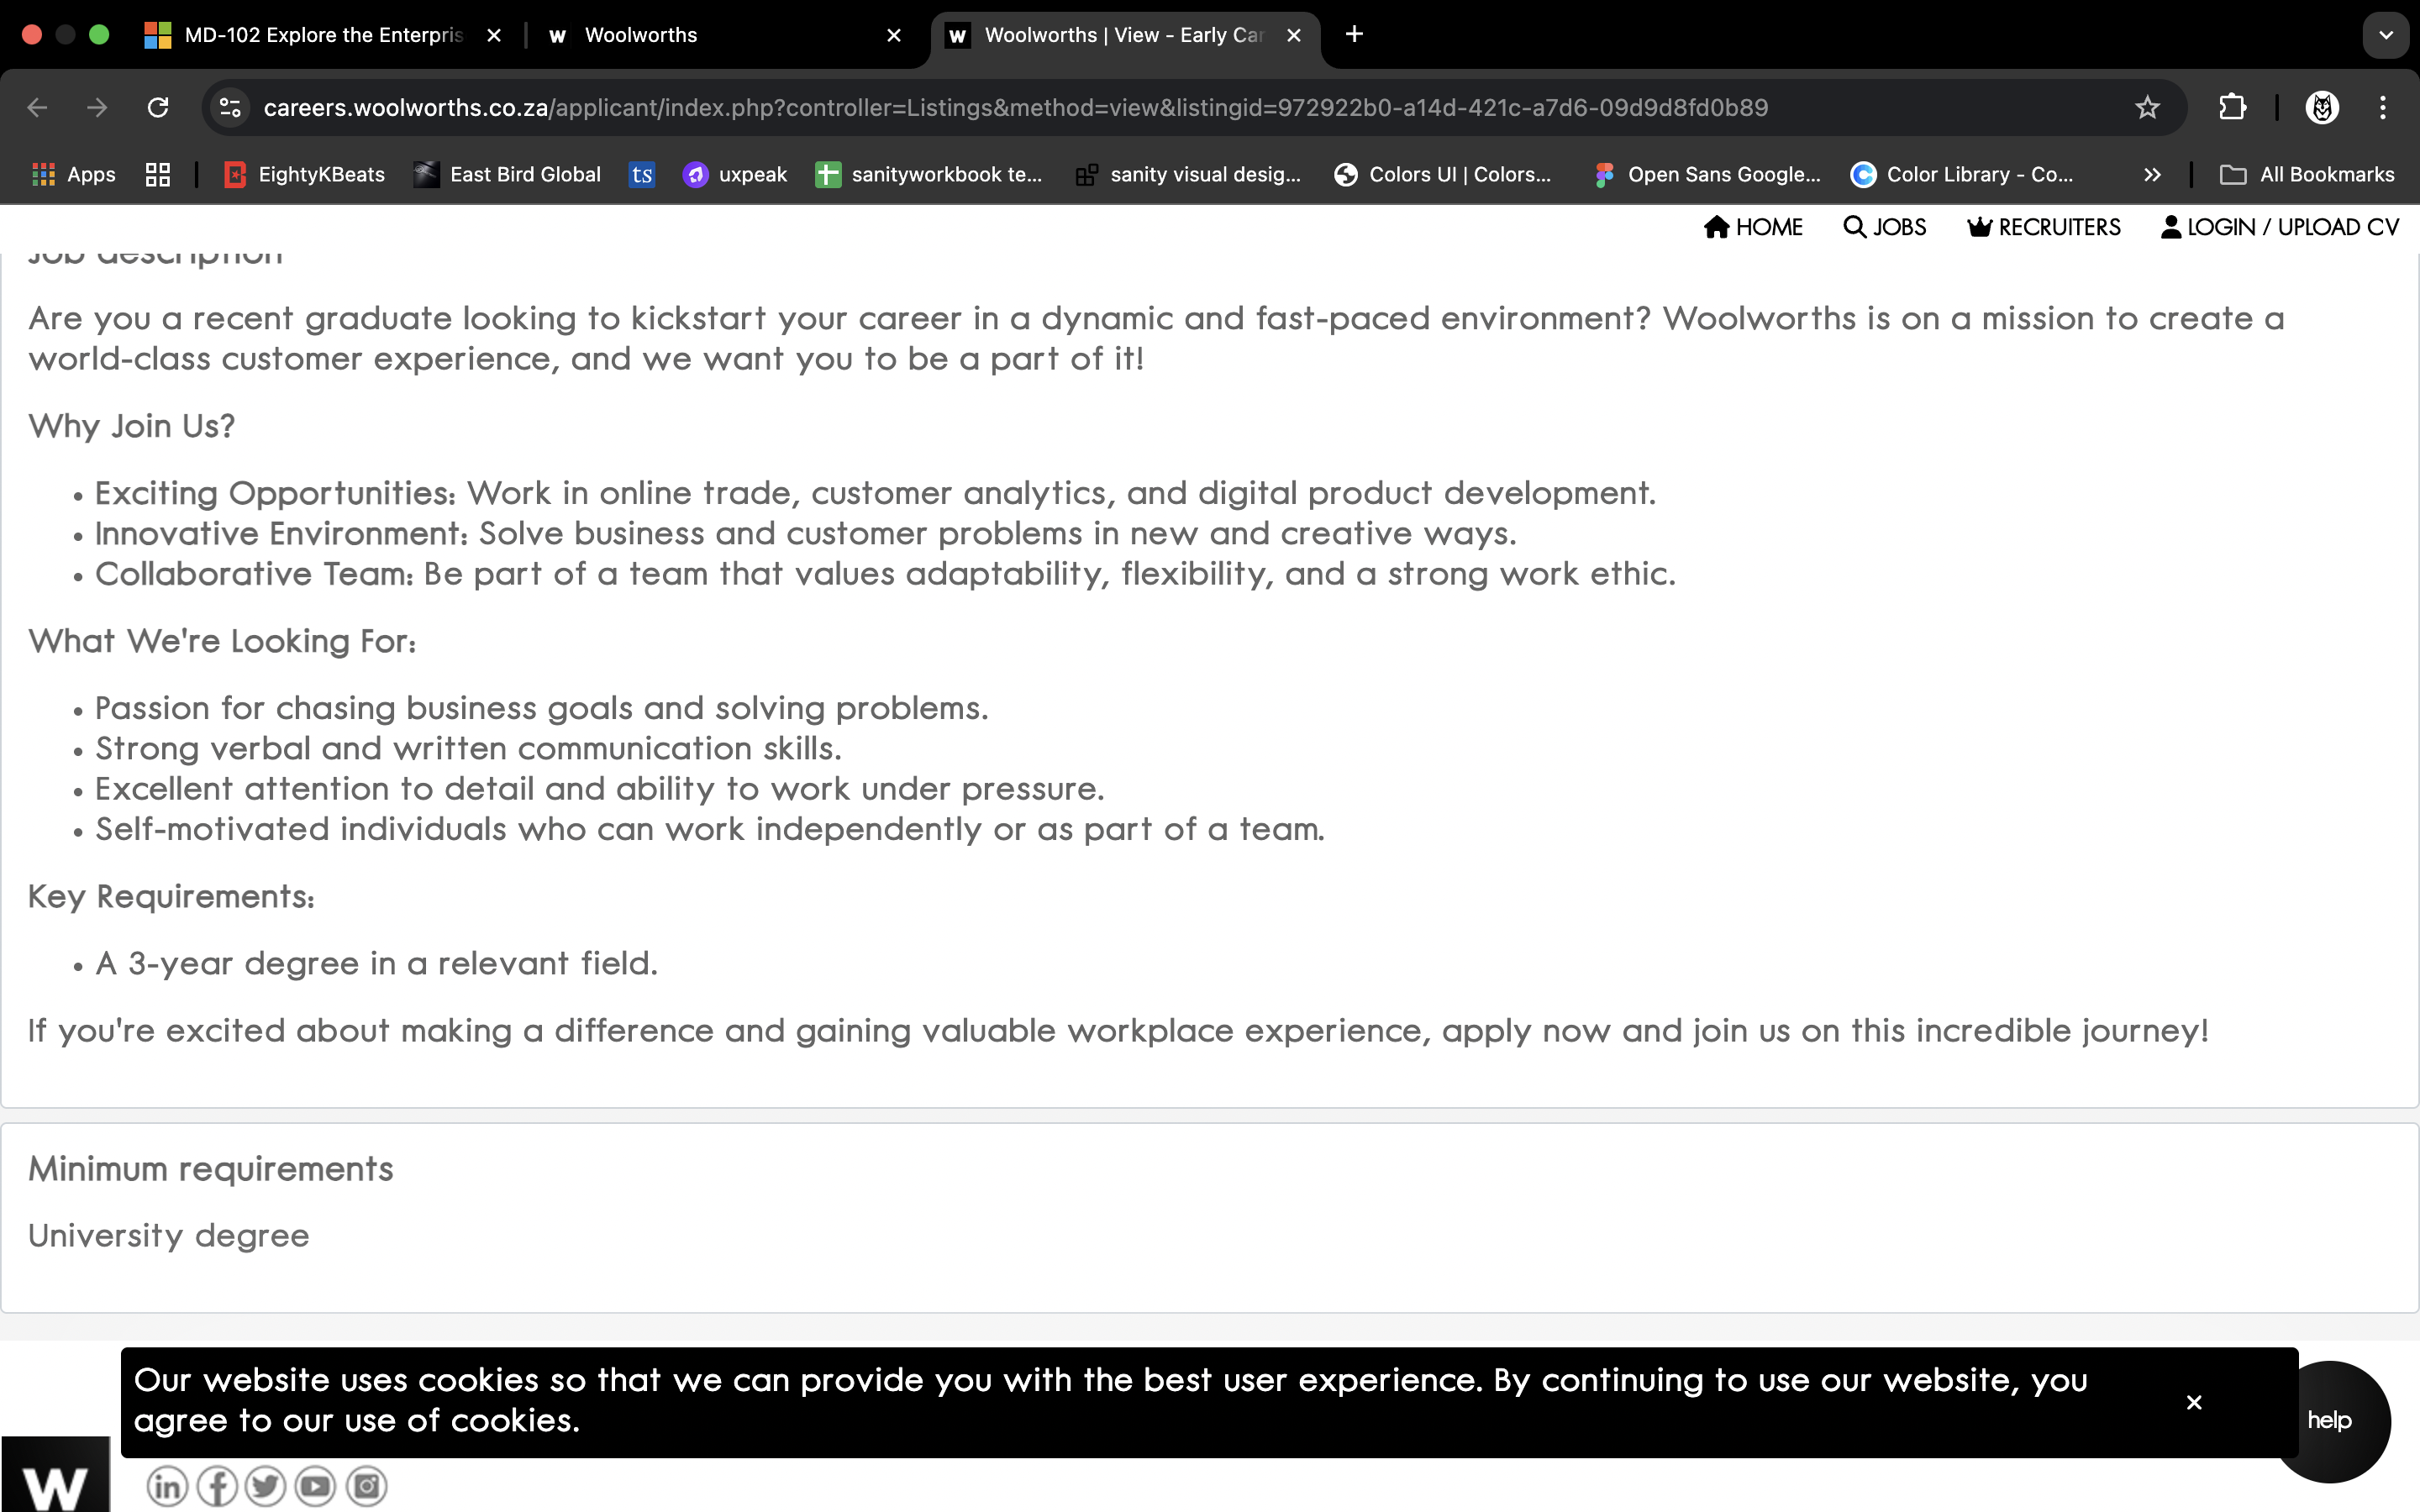 MD-102 Explore the Enterpris
Woolworths
Woolworths | View - Early Car
careers.woolworths.co.za/applicant/index.php?controller=Listings&method=view&listingid=972922b0-a14d-421c-a7d6-09d9d8fd0b89
Apps
EightyKBeats
East Bird Global
ts
uxpeak
sanityworkbook te...
sanity visual desig...
Colors UI | Colors...
Open Sans Google...
Color Library - Co...
All Bookmarks
HOME
JOBS
RECRUITERS
LOGIN / UPLOAD CV
Job description
Are you a recent graduate looking to kickstart your career in a dynamic and fast-paced environment? Woolworths is on a mission to create a
world-class customer experience, and we want you to be a part of it!
Why Join Us?
• Exciting Opportunities: Work in online trade, customer analytics, and digital product development.
• Innovative Environment: Solve business and customer problems in new and creative ways.
• Collaborative Team: Be part of a team that values adaptability, flexibility, and a strong work ethic.
What We're Looking For:
• Passion for chasing business goals and solving problems.
• Strong verbal and written communication skills.
• Excellent attention to detail and ability to work under pressure.
• Self-motivated individuals who can work independently or as part of a team.
Key Requirements:
• A 3-year degree in a relevant field.
If you're excited about making a difference and gaining valuable workplace experience, apply now and join us on this incredible journey!
Minimum requirements
University degree
Our website uses cookies so that we can provide you with the best user experience. By continuing to use our website, you
agree to our use of cookies.
help
W